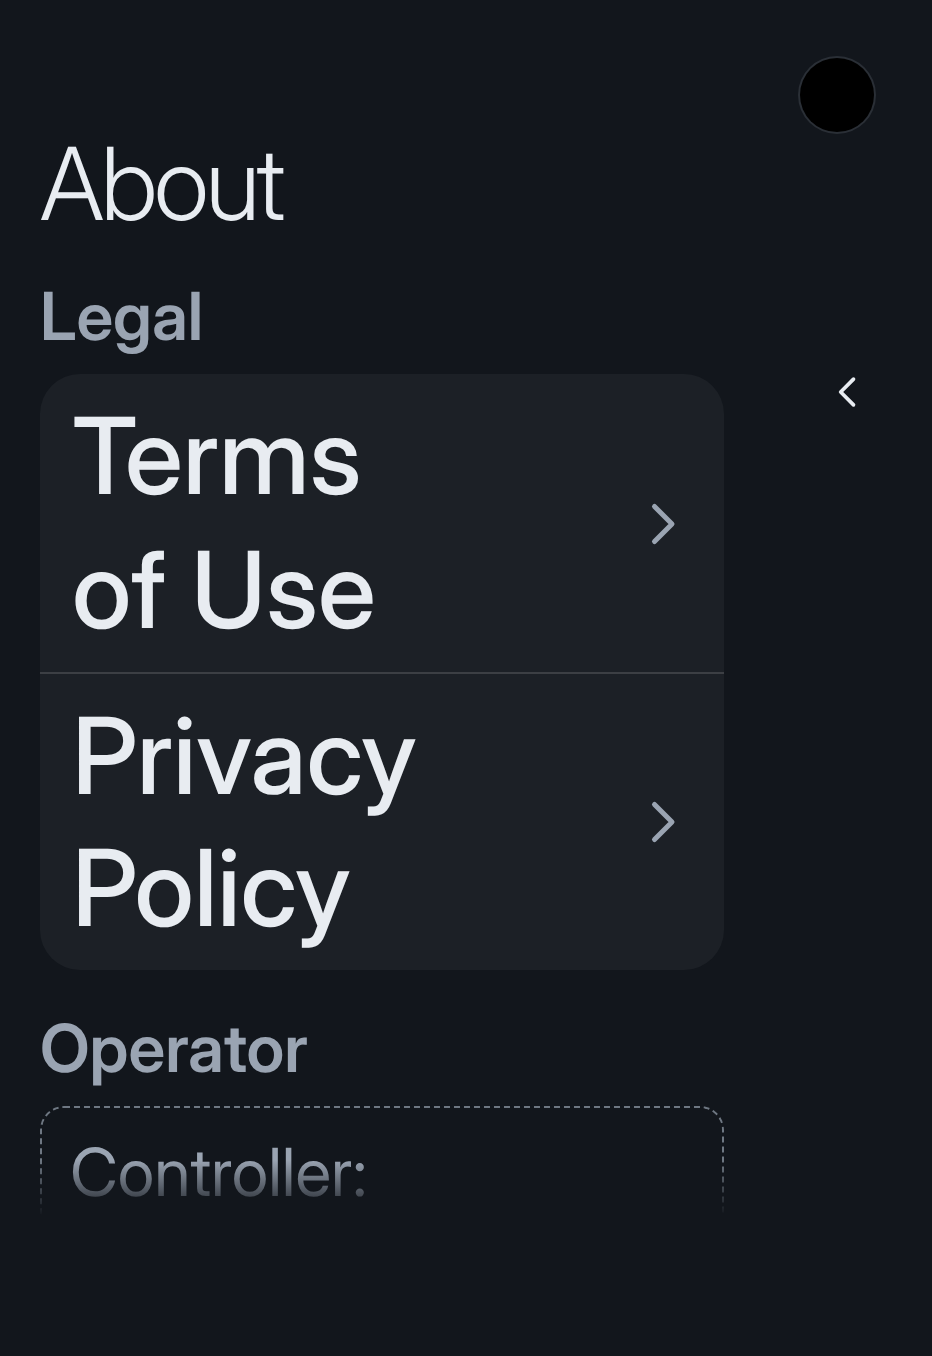 About
Legal
Terms
of Use
Privacy
Policy
Operator
Controller: